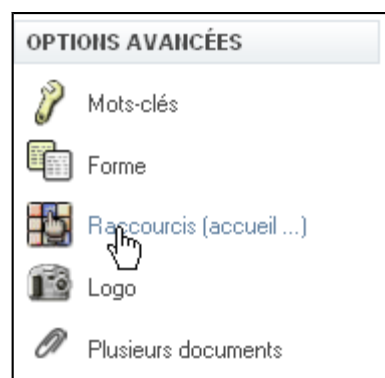 OPTIONS AVANCÉES
Mots-clés
Forme
Raccourcis (accueil ...)
Logo
Plusieurs documents